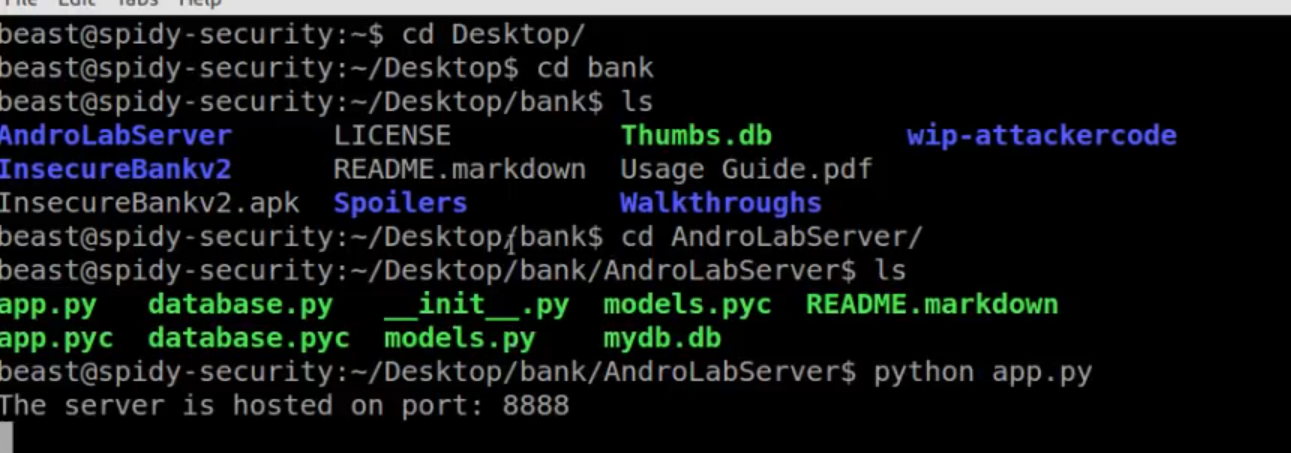 File Edit Tabs Help
beast@spidy-security:~$ cd Desktop/
beast@spidy-security:~/Desktop$ cd bank
beast@spidy-security:~/Desktop/bank$ ls
AndroLabServer LICENSE Thumbs.db wip-attackercode
InsecureBankv2 README.markdown Usage Guide.pdf
InsecureBankv2.apk Spoilers Walkthroughs
beast@spidy-security:~/Desktop/bank$ cd AndroLabServer/
beast@spidy-security:~/Desktop/bank/AndroLabServer$ ls
app.py database.py __init__.py models.pyc README.markdown
app.pyc database.pyc models.py mydb.db
beast@spidy-security:~/Desktop/bank/AndroLabServer$ python app.py
The server is hosted on port: 8888